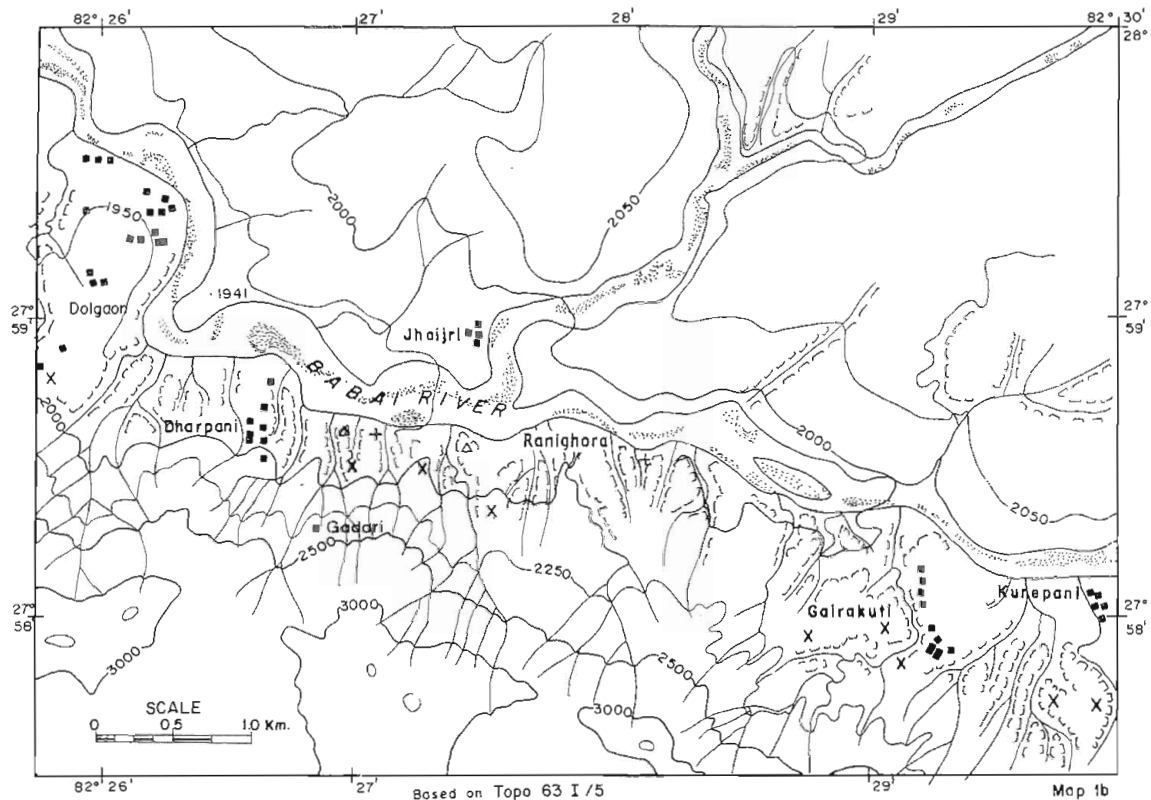 82° 26' 27' 28' 29' 82° 30'
28°
2000
2050
1950
Dolgaon
1941
27° 59'
27° 59'
Jhaijri
BABAI RIVER
2000
Dharpani
Ranighora
2000
2050
Gadari
2500
2250
Kunepani
3000
Gairakuti
27° 58'
27° 58'
3000
2500
3000
SCALE
0 0.5 1.0 Km.
82° 26' 27' 29'
Based on Topo 63 I/5
Map 1b